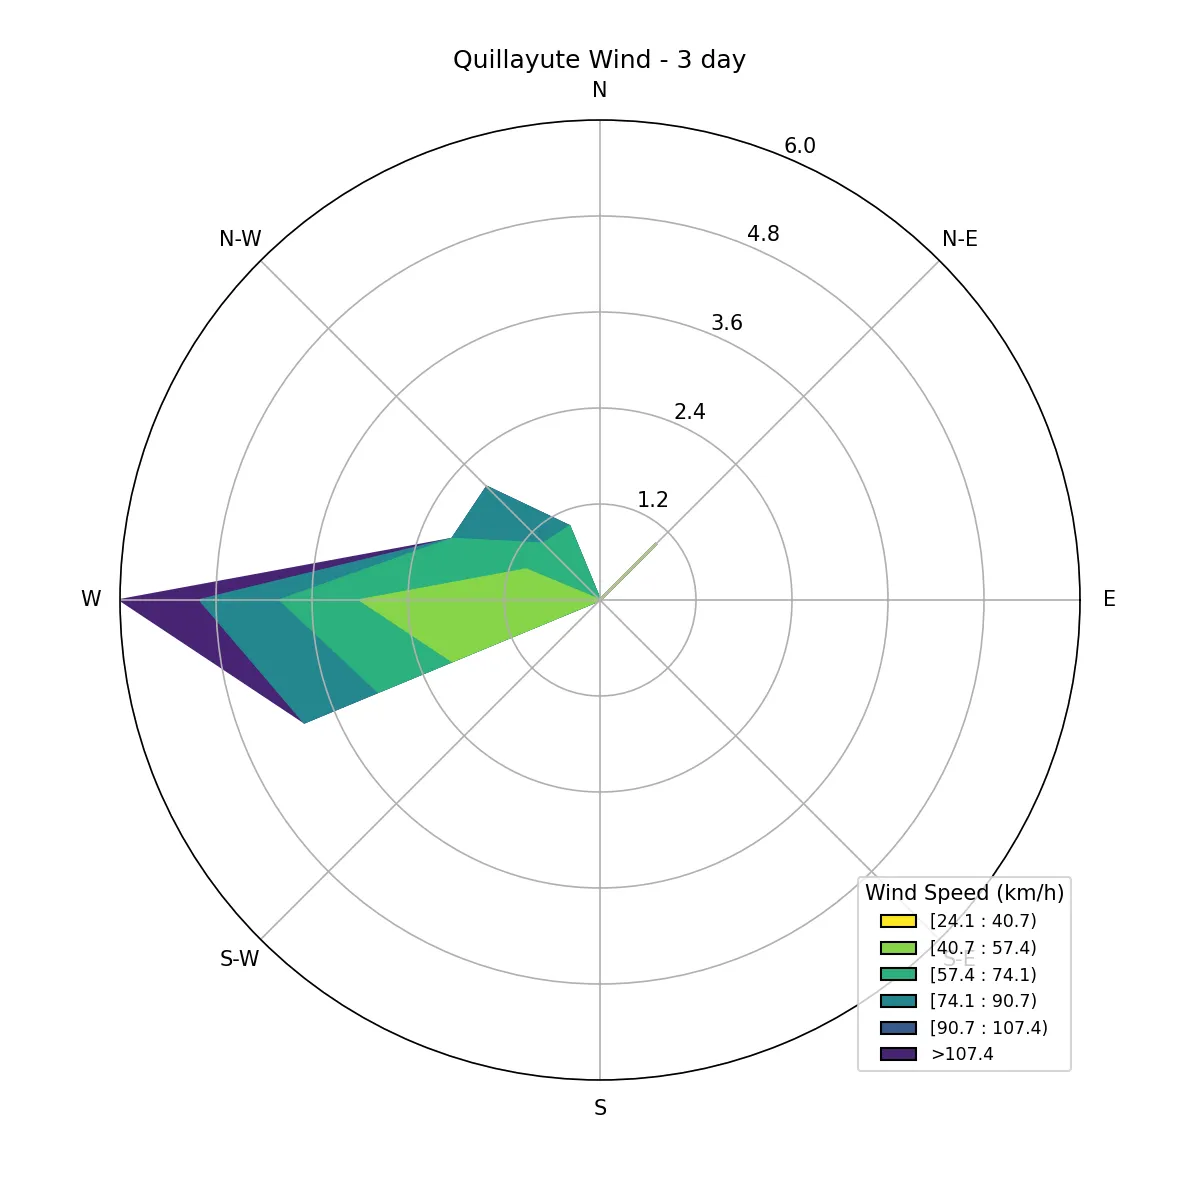 Quillayute Wind - 3 day
N
6.0
N-W
4.8
N-E
3.6
2.4
1.2
W
E
S-W
S-E
Wind Speed (km/h)
[24.1 : 40.7)
[40.7 : 57.4)
[57.4 : 74.1)
[74.1 : 90.7)
[90.7 : 107.4)
>107.4
S